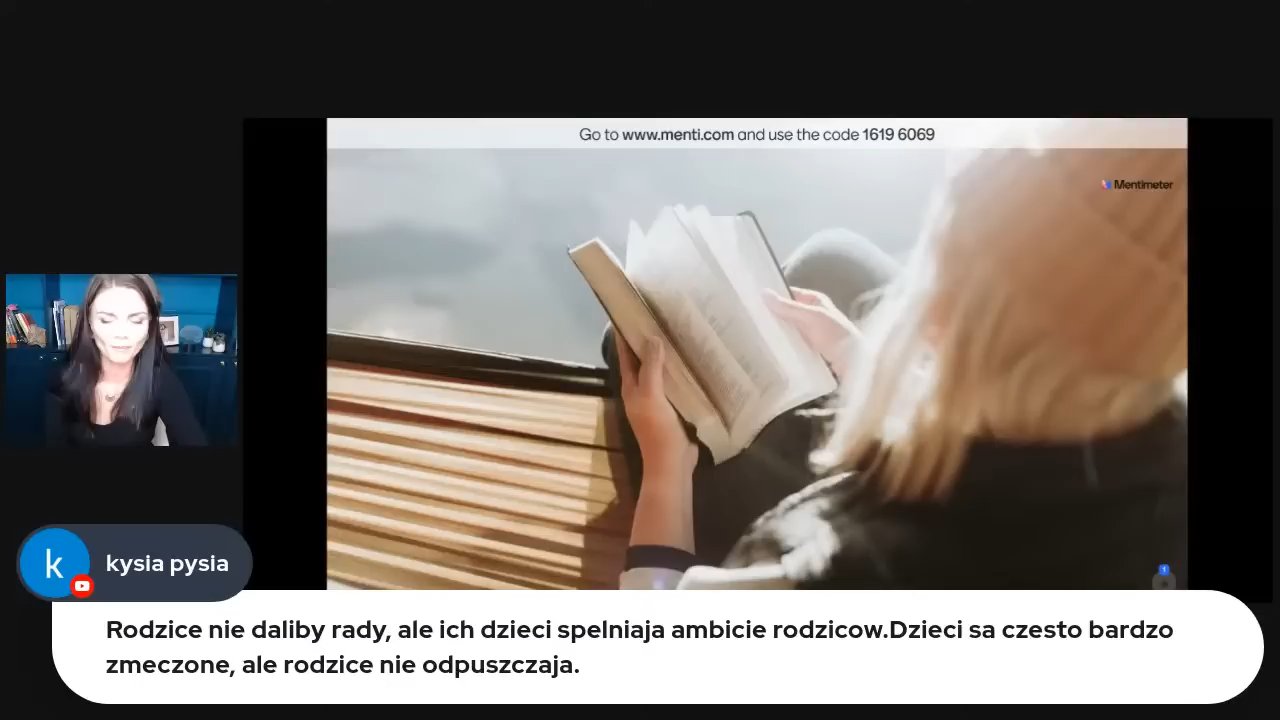 Go to www.menti.com and use the code 1619 6069
Mentimeter
k
kysia pysia
Rodzice nie daliby rady, ale ich dzieci spelniaja ambicie rodzicow.Dzieci sa czesto bardzo
zmeczone, ale rodzice nie odpuszczaja.